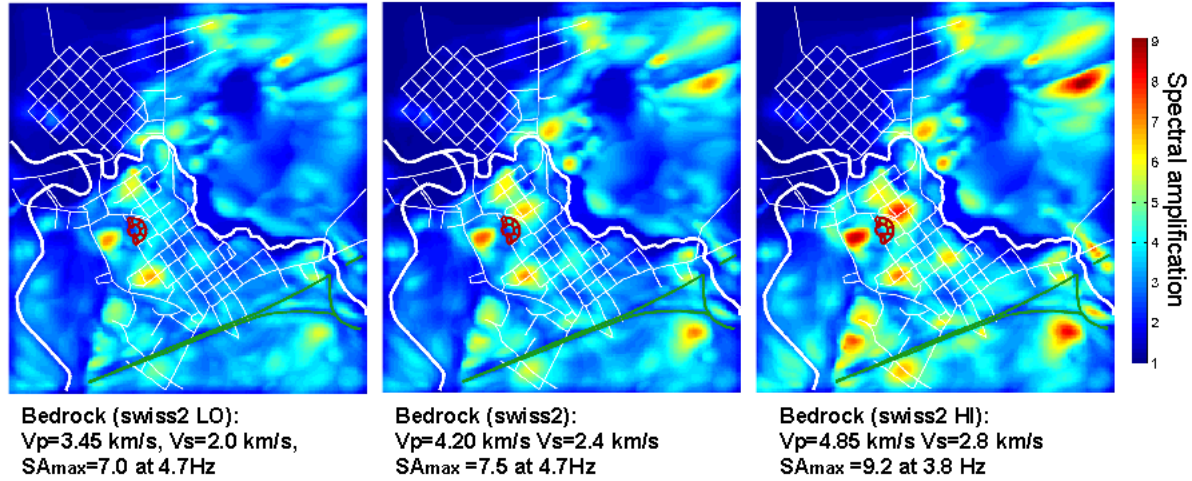 9
8
7
6
5
4
3
2
1
Spectral amplification
Bedrock (swiss2 LO):
Vp=3.45 km/s, Vs=2.0 km/s,
SAmax=7.0 at 4.7Hz
Bedrock (swiss2):
Vp=4.20 km/s Vs=2.4 km/s
SAmax =7.5 at 4.7Hz
Bedrock (swiss2 HI):
Vp=4.85 km/s Vs=2.8 km/s
SAmax =9.2 at 3.8 Hz